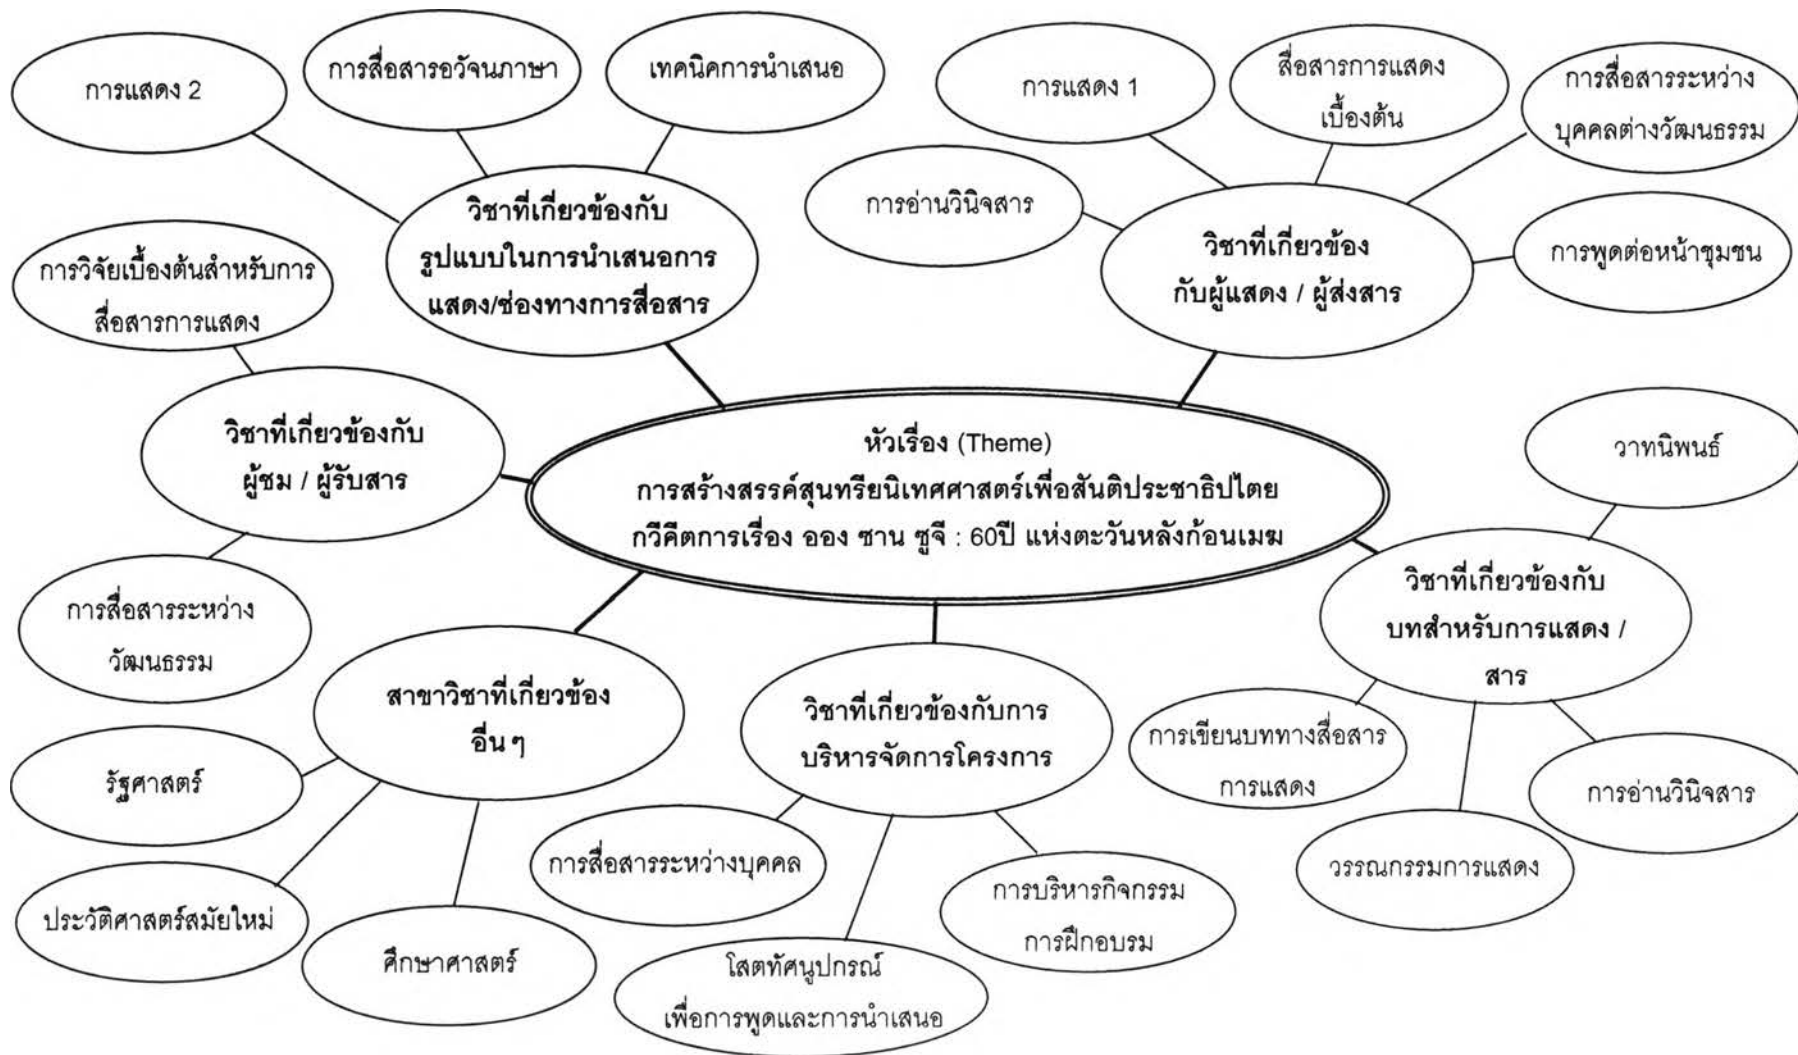 การแสดง 2
การสื่อสารอวัจนภาษา
เทคนิคการนำเสนอ
การแสดง 1
สื่อสารการแสดง
เบื้องต้น
การสื่อสารระหว่าง
บุคคลต่างวัฒนธรรม
การอ่านวินิจสาร
การพูดต่อหน้าชุมชน
วิชาที่เกี่ยวข้องกับ
รูปแบบในการนำเสนอการ
แสดง/ช่องทางการสื่อสาร
วิชาที่เกี่ยวข้อง
กับผู้แสดง / ผู้ส่งสาร
การวิจัยเบื้องต้นสำหรับการ
สื่อสารการแสดง
วิชาที่เกี่ยวข้องกับ
ผู้ชม / ผู้รับสาร
หัวเรื่อง (Theme)
การสร้างสรรค์สุนทรียนิเทศศาสตร์เพื่อสันติประชาธิปไตย
กวีคีตการเรื่อง ออง ซาน ซูจี : 60ปี แห่งตะวันหลังก้อนเมฆ
วาทนิพนธ์
การสื่อสารระหว่าง
วัฒนธรรม
สาขาวิชาที่เกี่ยวข้อง
อื่นๆ
วิชาที่เกี่ยวข้องกับการ
บริหารจัดการโครงการ
วิชาที่เกี่ยวข้องกับ
บทสำหรับการแสดง /
สาร
รัฐศาสตร์
ประวัติศาสตร์สมัยใหม่
ศึกษาศาสตร์
การสื่อสารระหว่างบุคคล
โสตทัศนูปกรณ์
เพื่อการพูดและการนำเสนอ
การบริหารกิจกรรม
การฝึกอบรม
การเขียนบททางสื่อสาร
การแสดง
วรรณกรรมการแสดง
การอ่านวินิจสาร